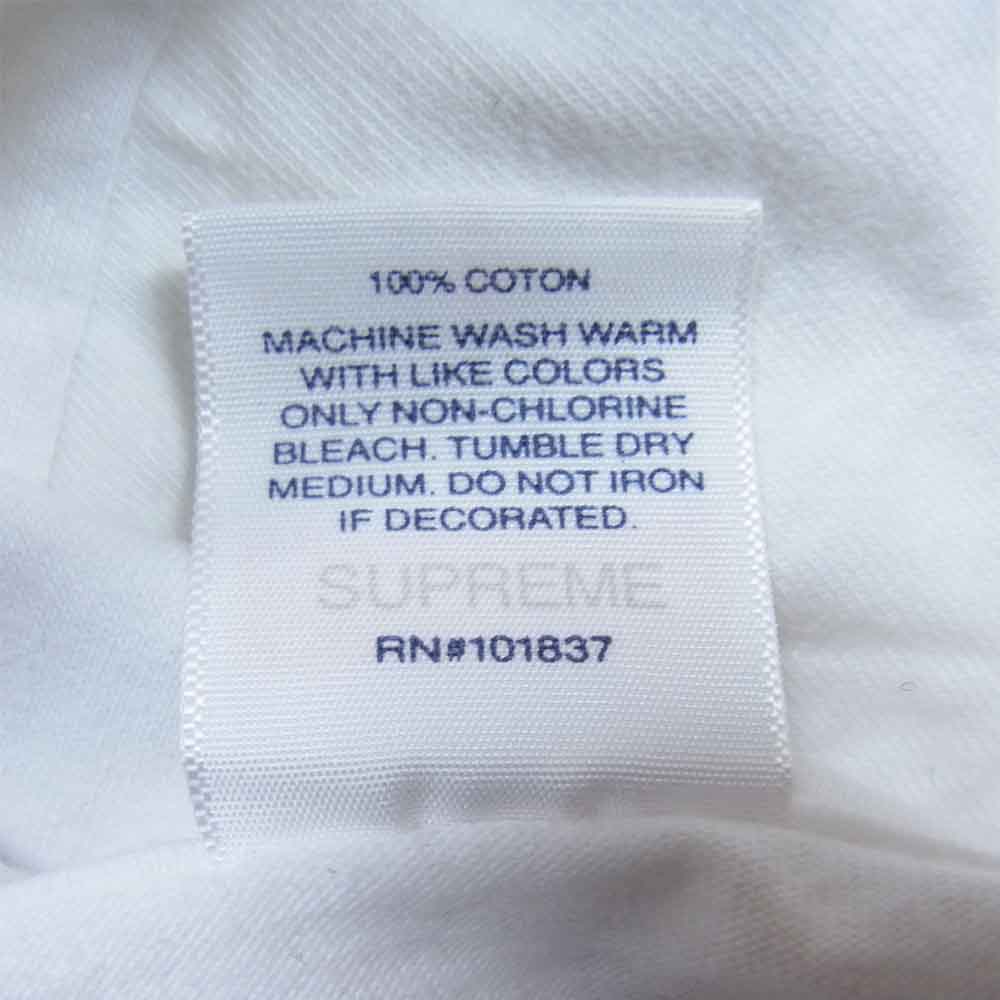 100% COTON
MACHINE WASH WARM
WITH LIKE COLORS
ONLY NON-CHLORINE
BLEACH. TUMBLE DRY
MEDIUM. DO NOT IRON
IF DECORATED.
SUPREME
RN#101837